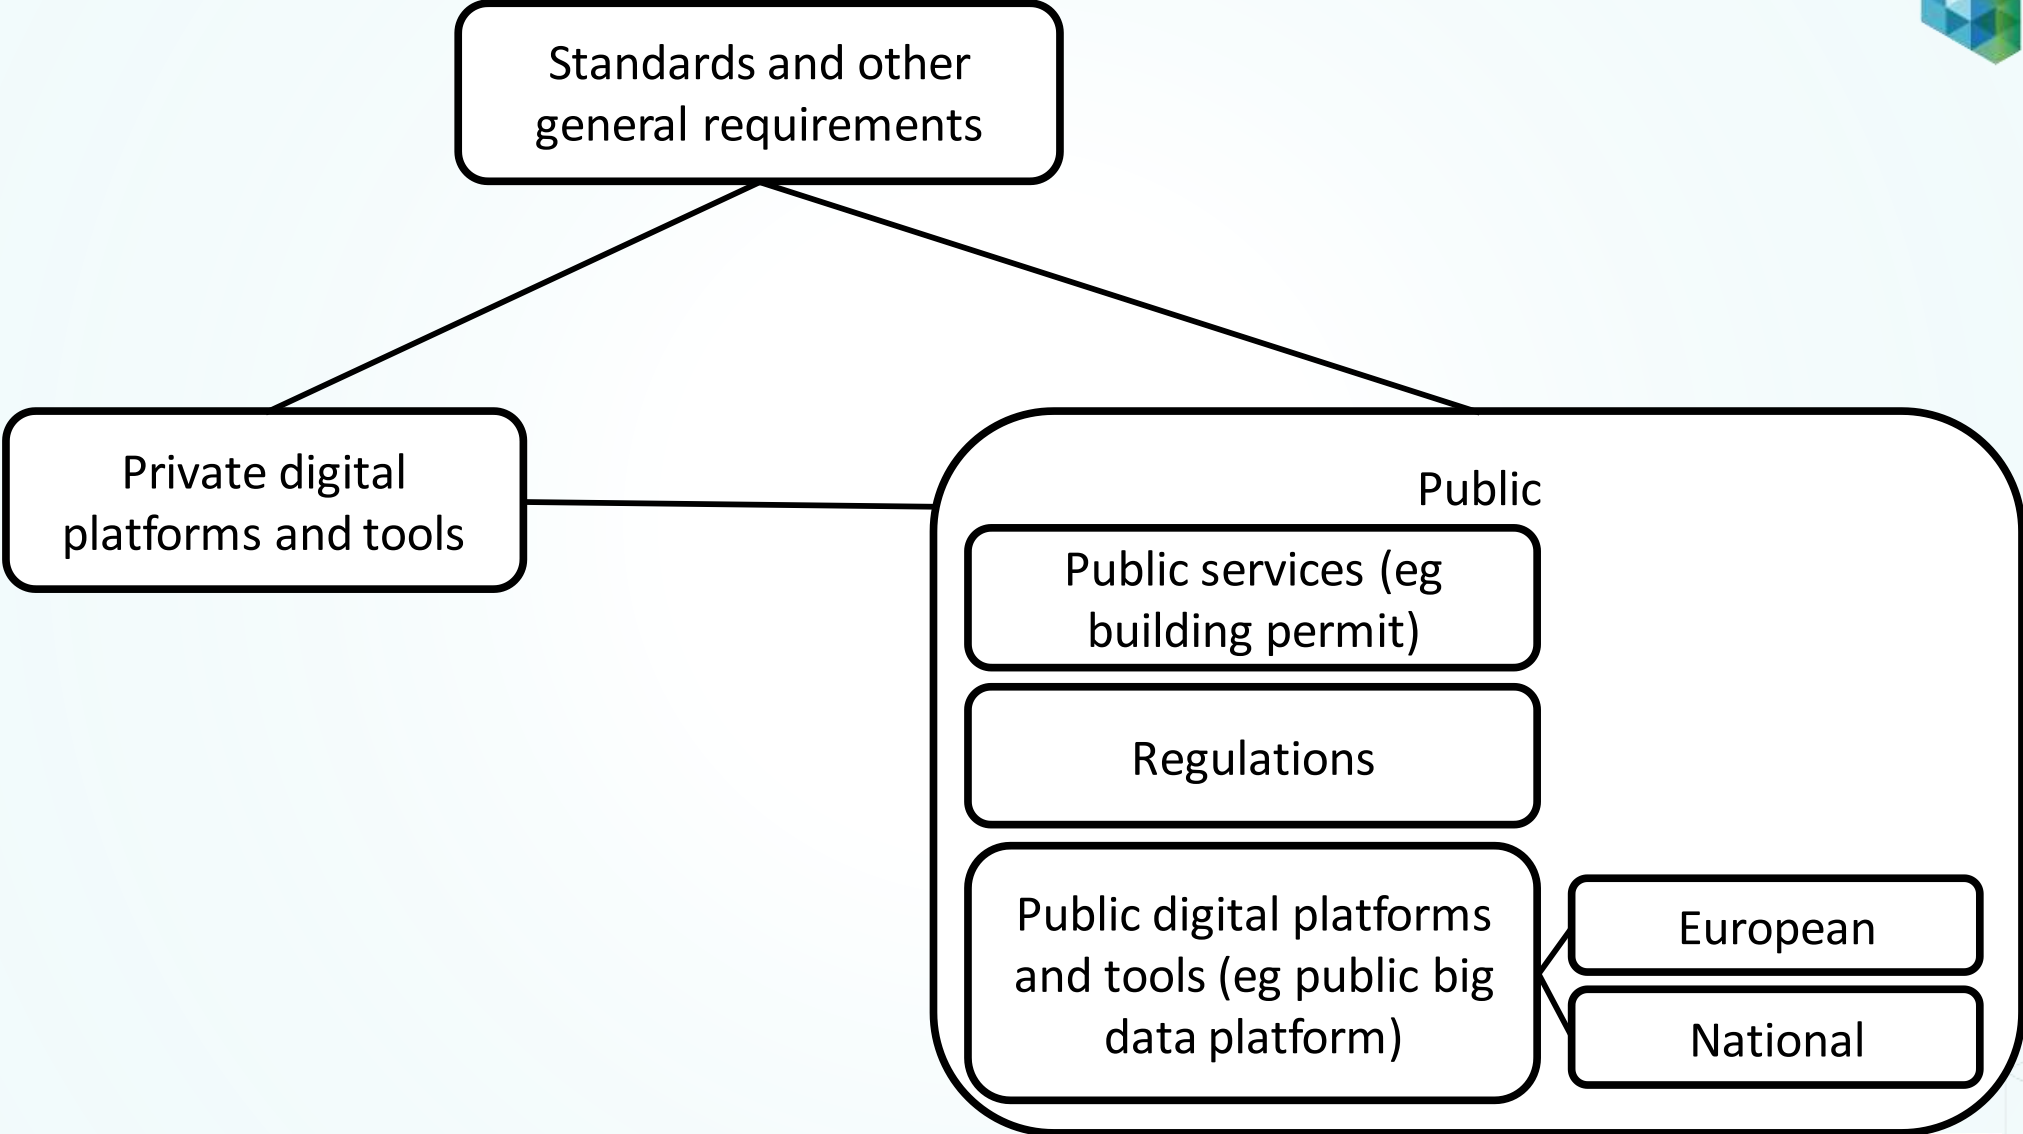 Standards and other
general requirements
Private digital
platforms and tools
Public
Public services (eg
building permit)
Regulations
Public digital platforms
and tools (eg public big
data platform)
European
National